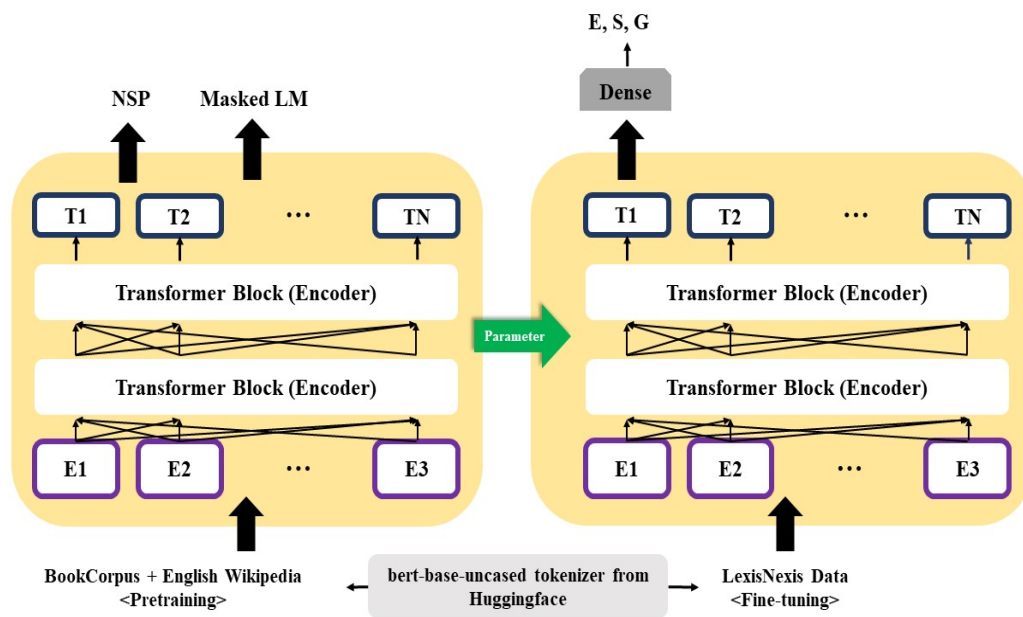 E, S, G
Dense
NSP Masked LM
T1 T2 ... TN
T1 T2 ... TN
Transformer Block (Encoder)
Transformer Block (Encoder)
Parameter
Transformer Block (Encoder)
Transformer Block (Encoder)
E1 E2 ... E3
E1 E2 ... E3
BookCorpus + English Wikipedia
<Pretraining>
bert-base-uncased tokenizer from
Huggingface
LexisNexis Data
<Fine-tuning>